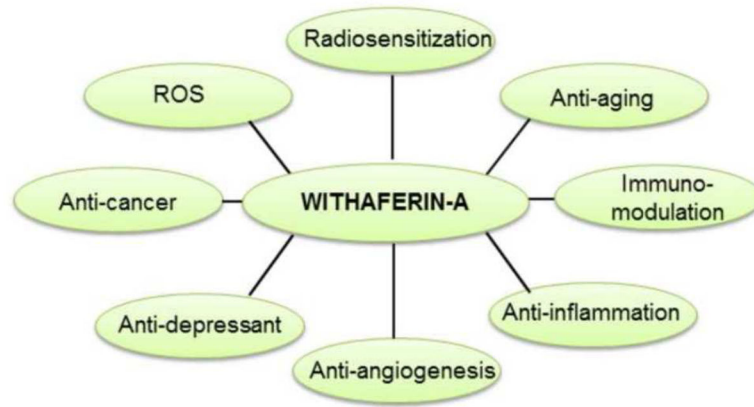 Radiosensitization
ROS
Anti-aging
Anti-cancer
WITHAFERIN-A
Immuno-
modulation
Anti-depressant
Anti-inflammation
Anti-angiogenesis